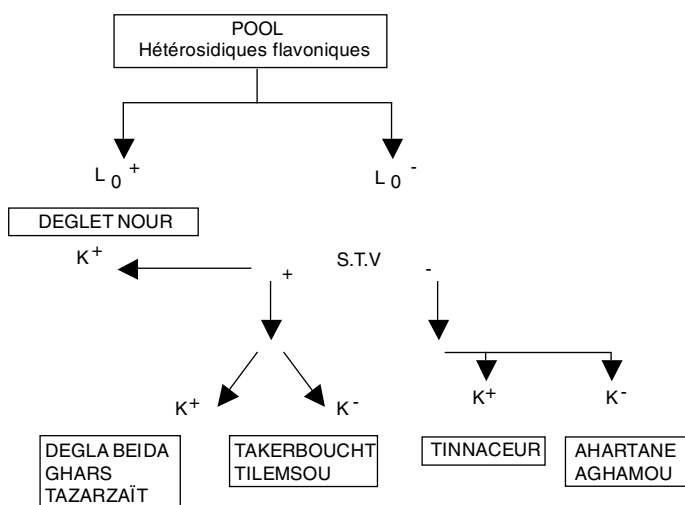 POOL
Hétérosidiques flavoniques
L0+ L0-
DEGLET NOUR
K+ + S.T.V -
K+ K- K+ K-
DEGLA BEIDA TAKERBOUCHT TINNACEUR AHARTANE
GHARS TILEMSOU AGHAMOU
TAZARZAÏT